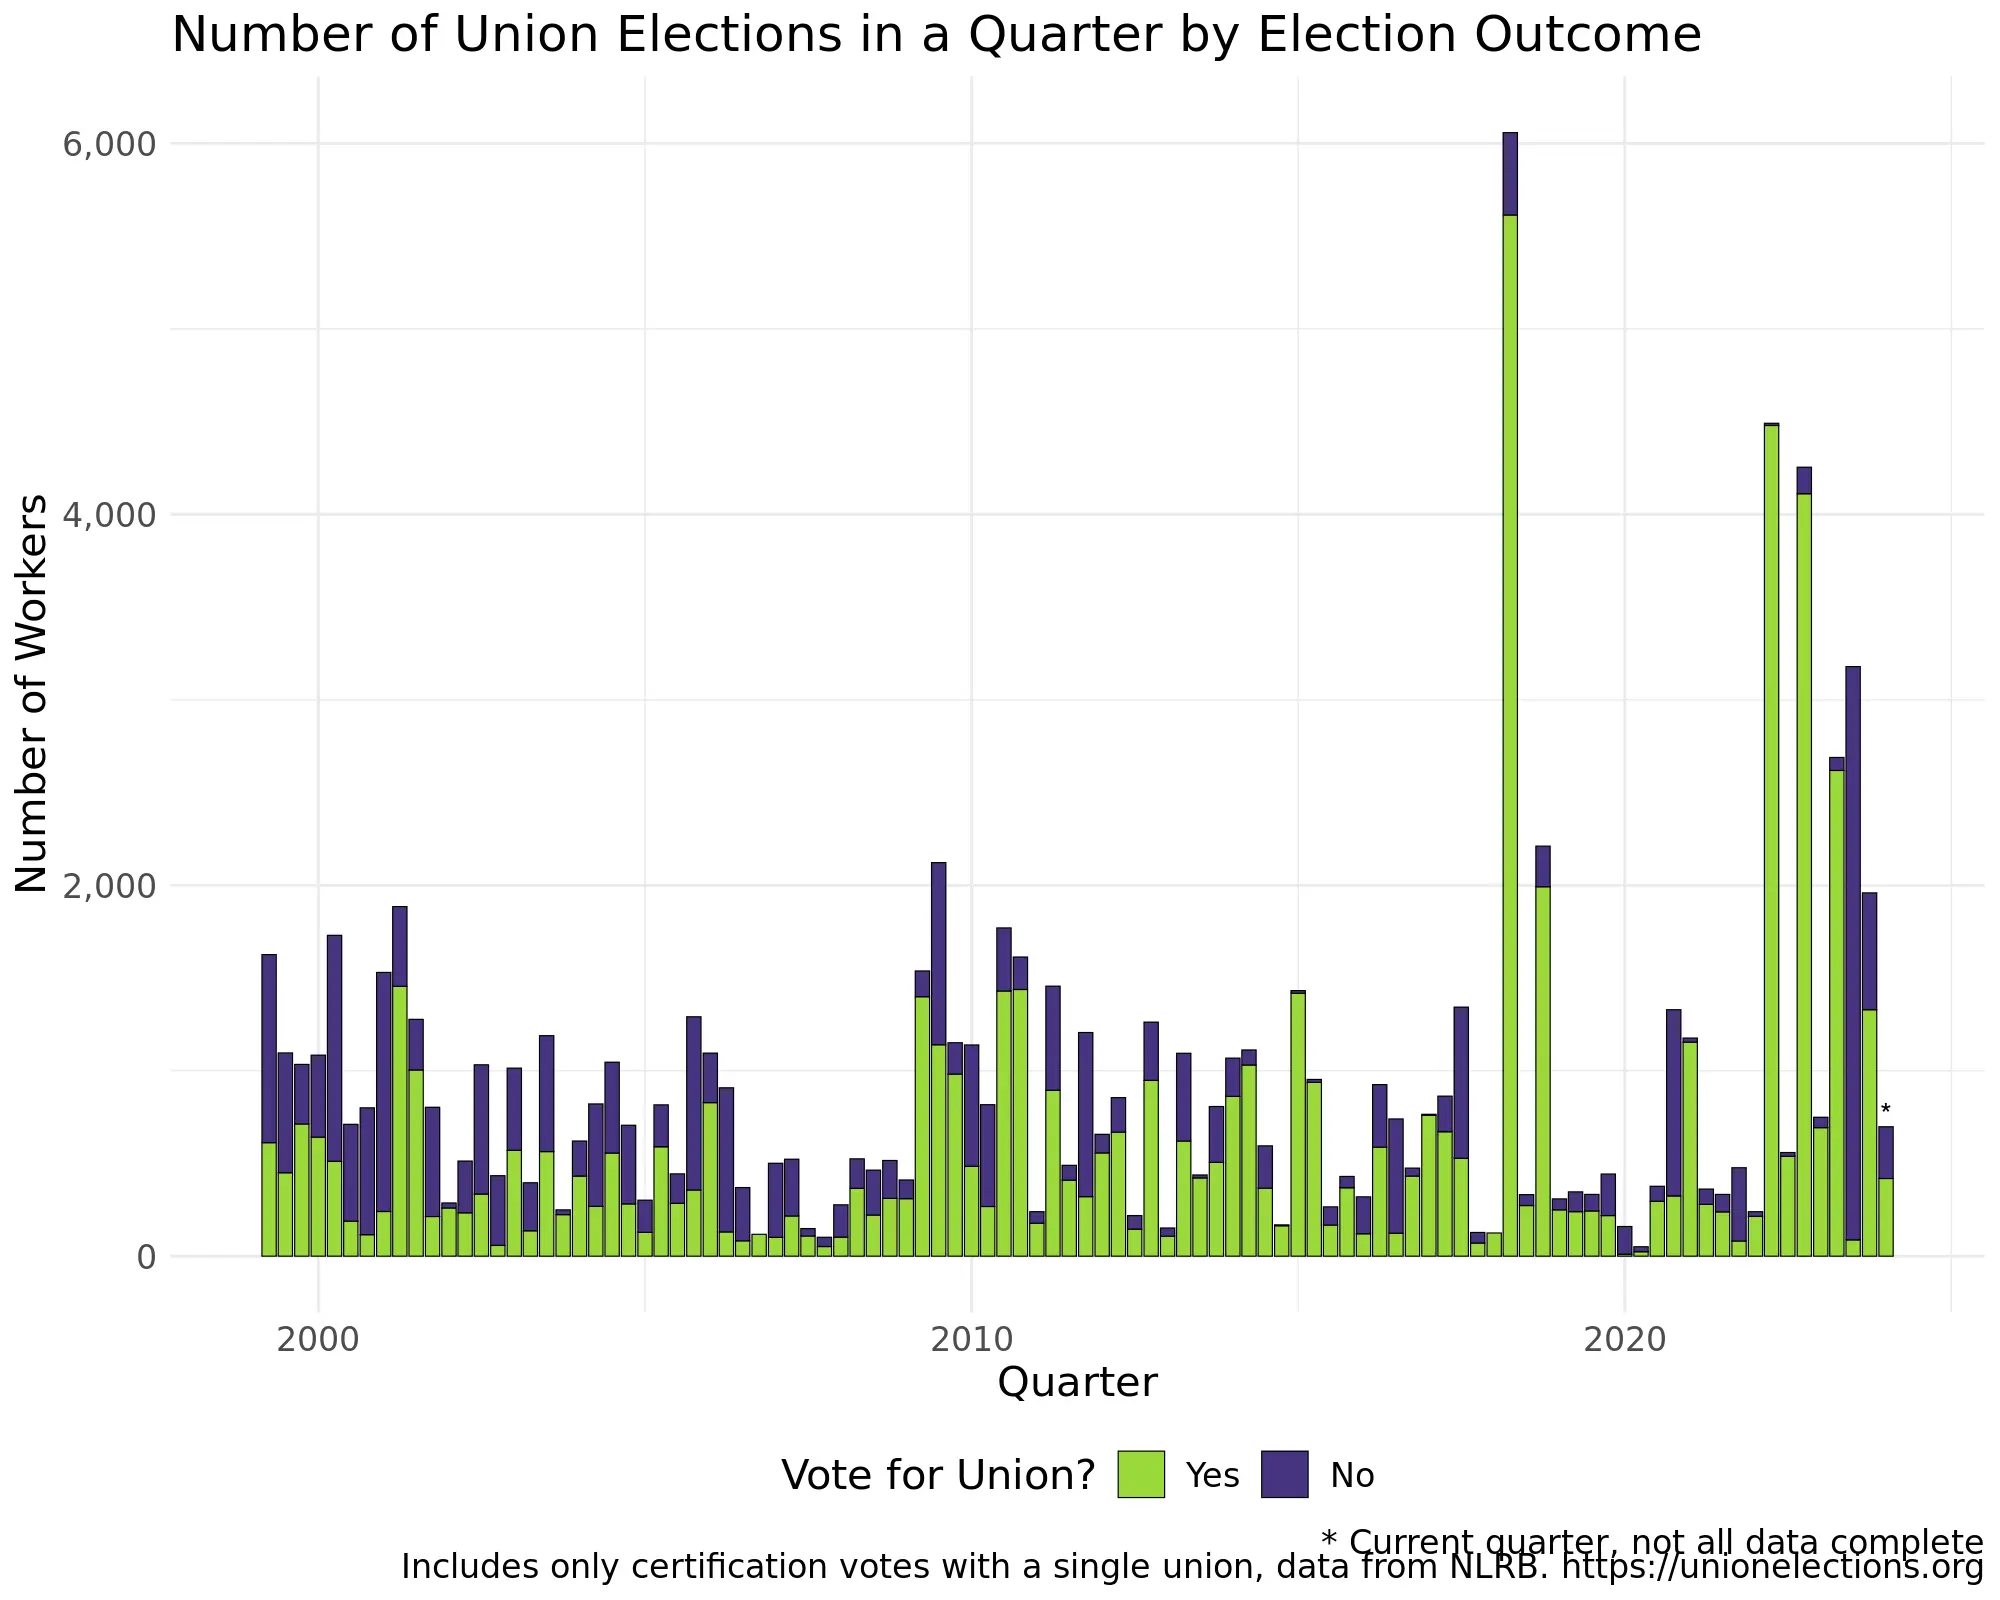 Number of Union Elections in a Quarter by Election Outcome
Number of Workers
6,000
4,000
2,000
0
*
2000
2010
2020
Quarter
Vote for Union?
Yes
No
* Current quarter, not all data complete
Includes only certification votes with a single union, data from NLRB. https://unionelections.org